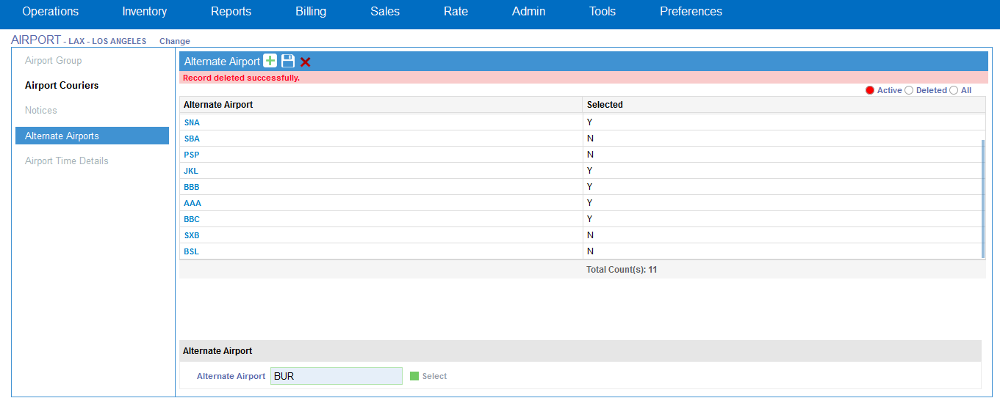 Operations Inventory Reports Billing Sales Rate Admin Tools Preferences
AIRPORT - LAX - LOS ANGELES Change
Airport Group
Airport Couriers
Notices
Alternate Airports
Airport Time Details
Alternate Airport
Record deleted successfully.
Active Deleted All
Alternate Airport Selected
SNA Y
SBA N
PSP N
JKL Y
BBB Y
AAA Y
BBC Y
SXB N
BSL N
Total Count(s): 11
Alternate Airport
Alternate Airport BUR Select